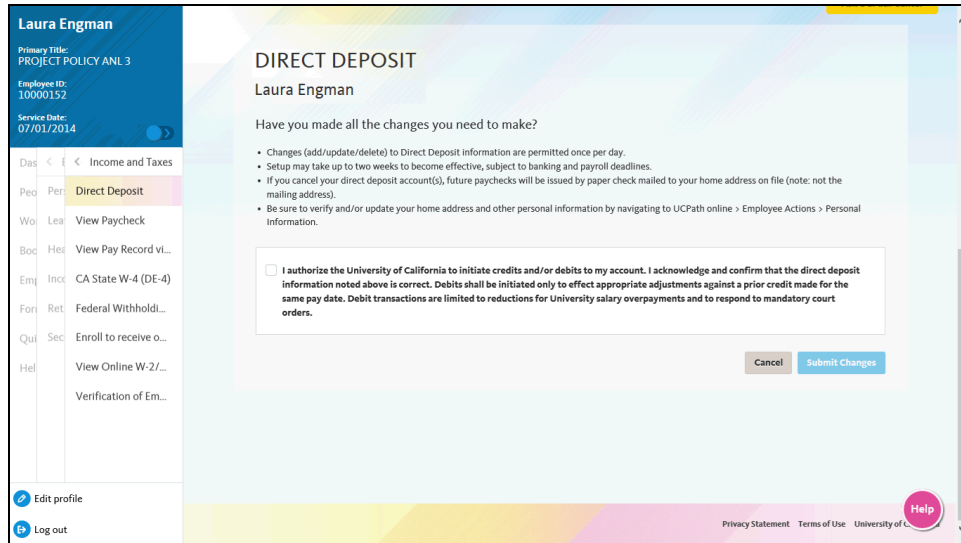 Laura Engman
Primary Title:
PROJECT POLICY ANL 3
Employee ID:
10000152
Service Date:
07/01/2014
Income and Taxes
Direct Deposit
View Paycheck
View Pay Record vi...
CA State W-4 (DE-4)
Federal Withholdi...
Enroll to receive o...
View Online W-2/...
Verification of Em...
Edit profile
Log out
DIRECT DEPOSIT
Laura Engman
Have you made all the changes you need to make?
• Changes (add/update/delete) to Direct Deposit information are permitted once per day.
• Setup may take up to two weeks to become effective, subject to banking and payroll deadlines.
• If you cancel your direct deposit account(s), future paychecks will be issued by paper check mailed to your home address on file (note: not the
mailing address).
• Be sure to verify and/or update your home address and other personal information by navigating to UCPath online > Employee Actions > Personal
Information.
I authorize the University of California to initiate credits and/or debits to my account. I acknowledge and confirm that the direct deposit
information noted above is correct. Debits shall be initiated only to effect appropriate adjustments against a prior credit made for the
same pay date. Debit transactions are limited to reductions for University salary overpayments and to respond to mandatory court
orders.
Cancel
Submit Changes
Help
Privacy Statement Terms of Use University of